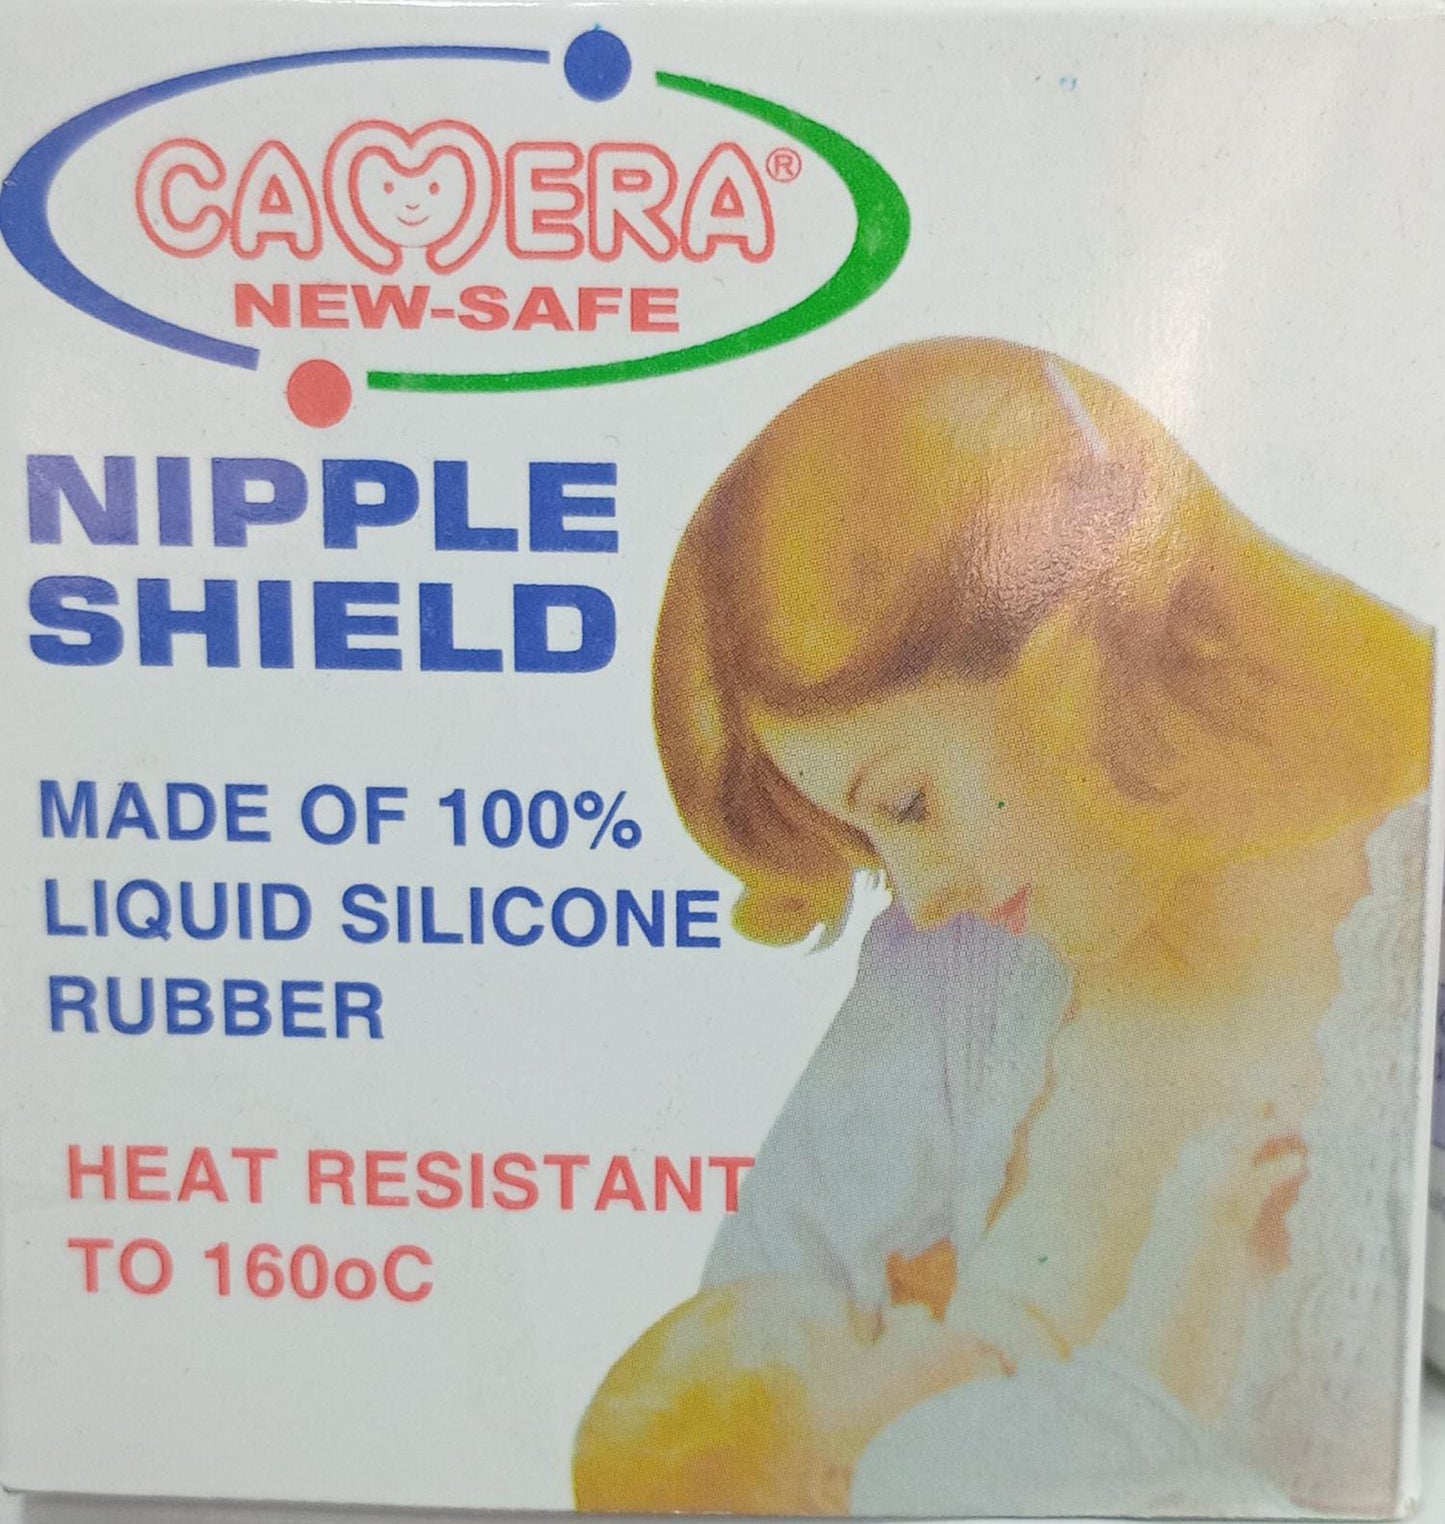 CAMERA®
NEW-SAFE
NIPPLE
SHIELD
MADE OF 100%
LIQUID SILICONE
RUBBER
HEAT RESISTANT
TO 160oC